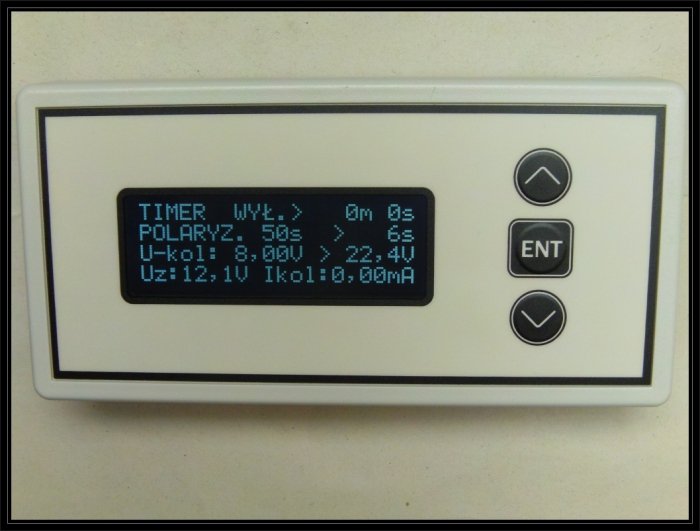 TIMER WYŁ.> 0m 0s
POLARYZ. 50s > 6s
U-kol: 8,00V > 22,4V
Uz:12,1V Ikol:0,00mA
ENT